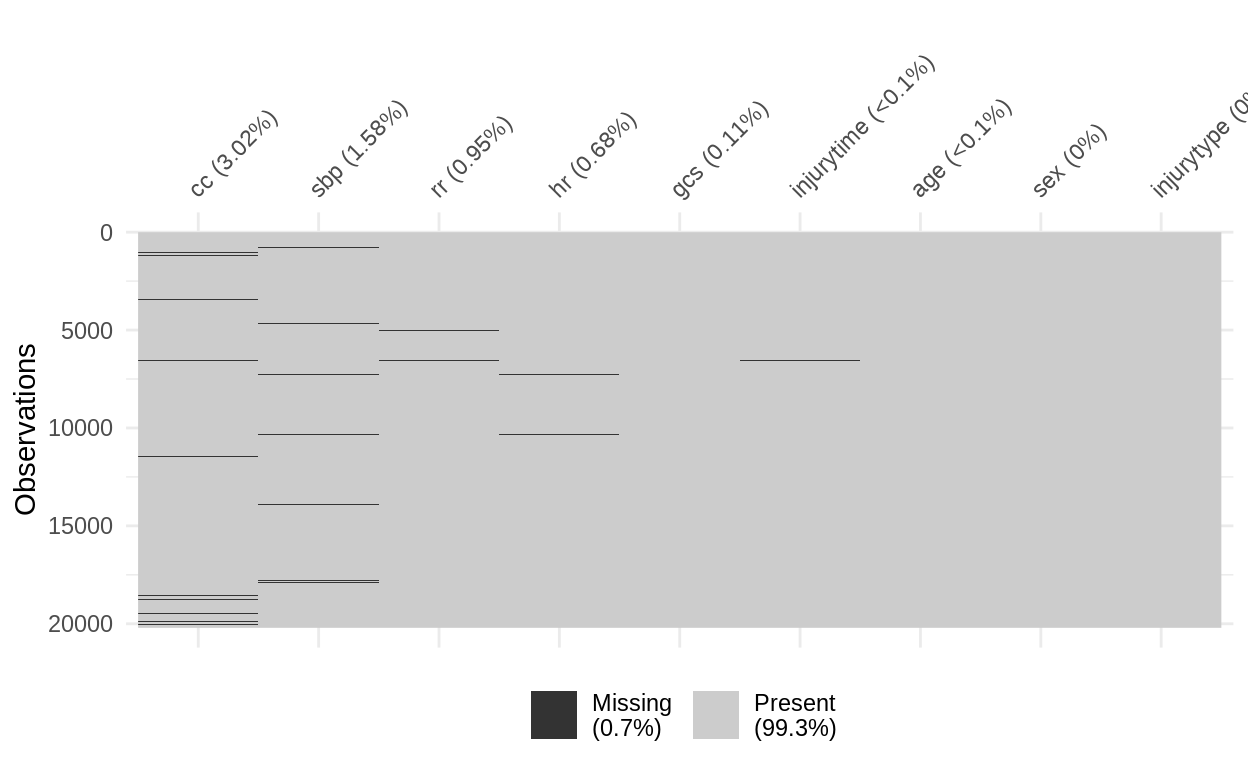 cc (3.02%)
sbp (1.58%)
rr (0.95%)
hr (0.68%)
gcs (0.11%)
injurytime (<0.1%)
age (<0.1%)
sex (0%)
injurytype (0%
0
5000
10000
15000
20000
Observations
Missing
(0.7%)
Present
(99.3%)